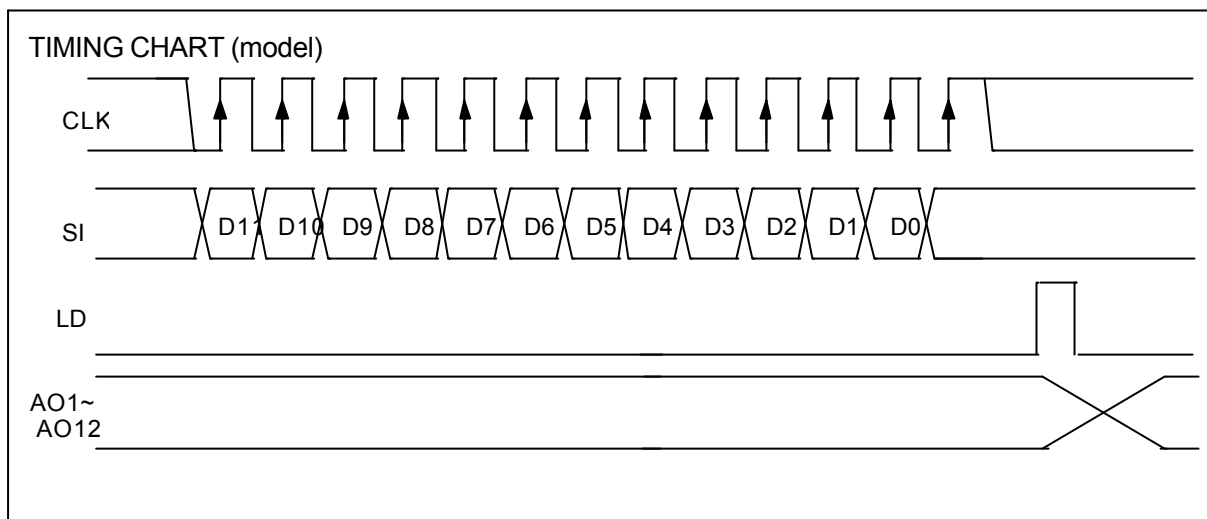 TIMING CHART (model)
CLK
SI
D11 D10 D9 D8 D7 D6 D5 D4 D3 D2 D1 D0
LD
AO1~
AO12